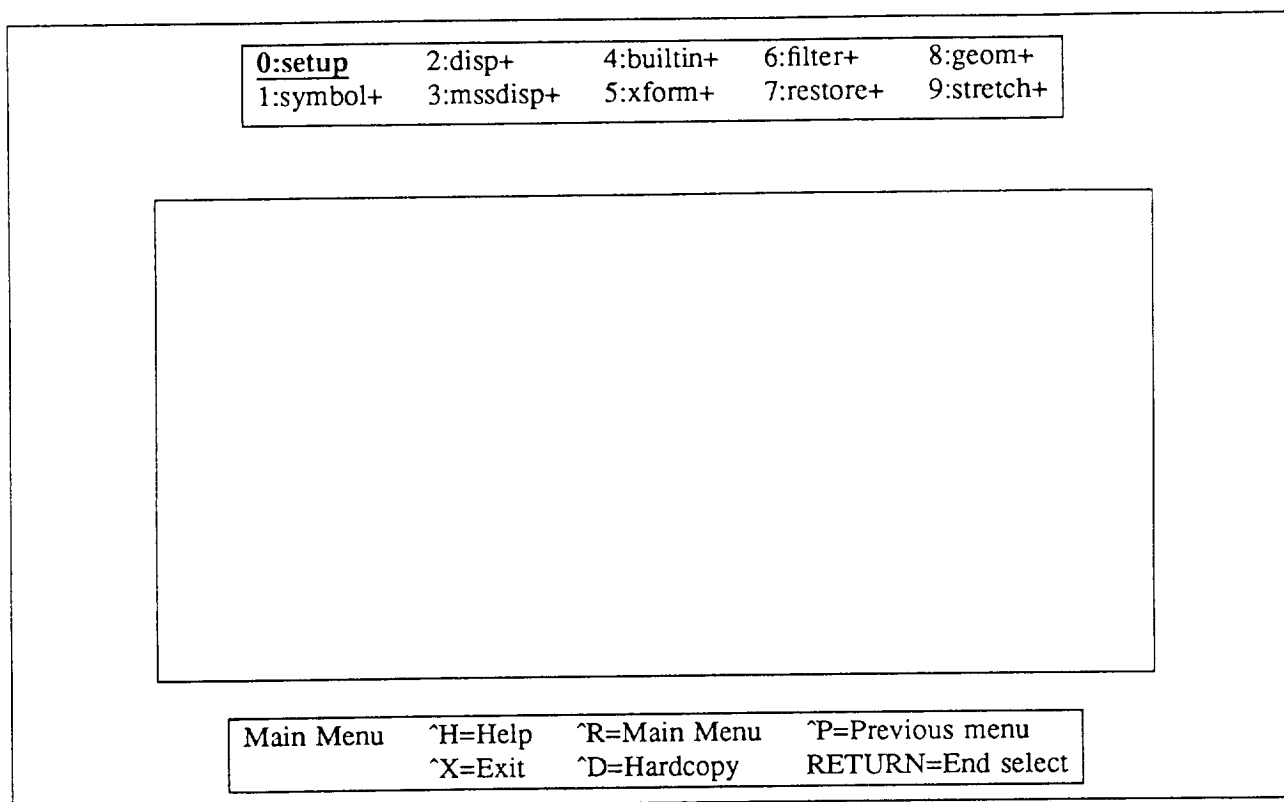 0:setup 2:disp+ 4:builtin+ 6:filter+ 8:geom+
1:symbol+ 3:mssdisp+ 5:xform+ 7:restore+ 9:stretch+
Main Menu ^H=Help ^R=Main Menu ^P=Previous menu
^X=Exit ^D=Hardcopy RETURN=End select